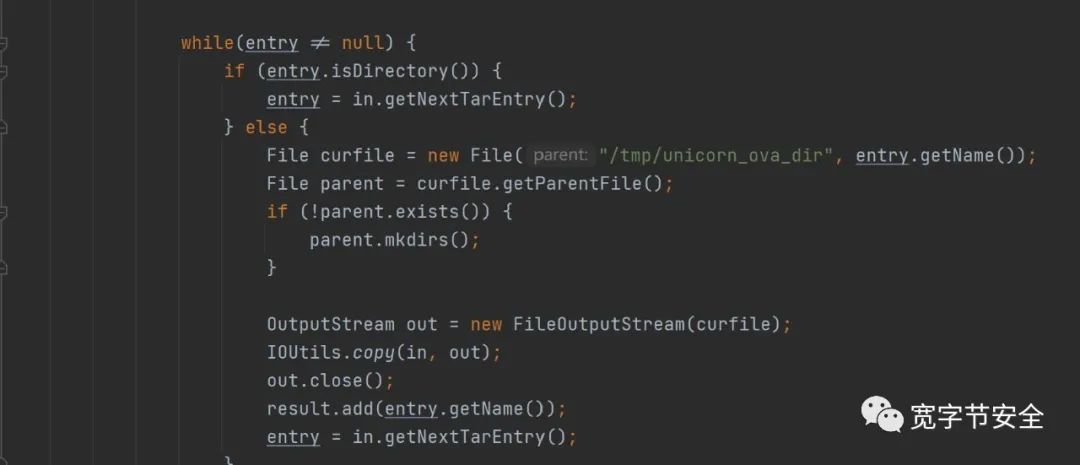 while(entry ≠ null) {
if (entry.isDirectory()) {
entry = in.getNextTarEntry();
} else {
File curfile = new File( parent: "/tmp/unicorn_ova_dir", entry.getName());
File parent = curfile.getParentFile();
if (!parent.exists()) {
parent.mkdirs();
}
OutputStream out = new FileOutputStream(curfile);
IOUtils.copy(in, out);
out.close();
result.add(entry.getName());
entry = in.getNextTarEntry();
}
宽字节安全